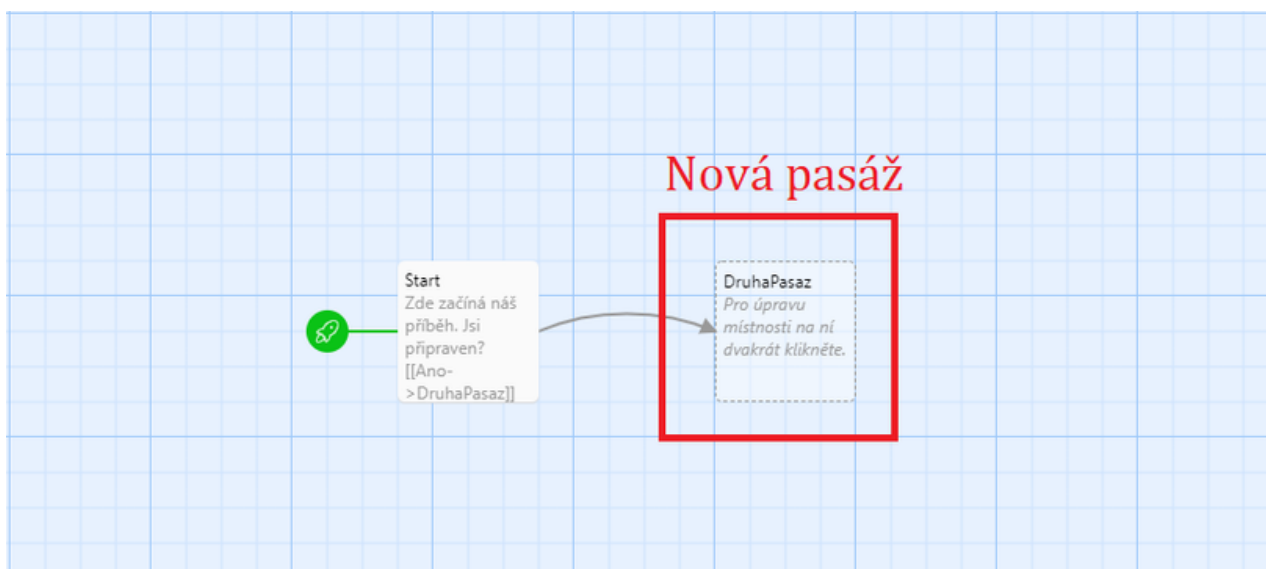 Nová pasáž
Start
Zde začíná náš
příběh. Jsi
připraven?
[[Ano-
>DruhaPasaz]]
DruhaPasaz
Pro úpravu
místnosti na ní
dvakrát klikněte.